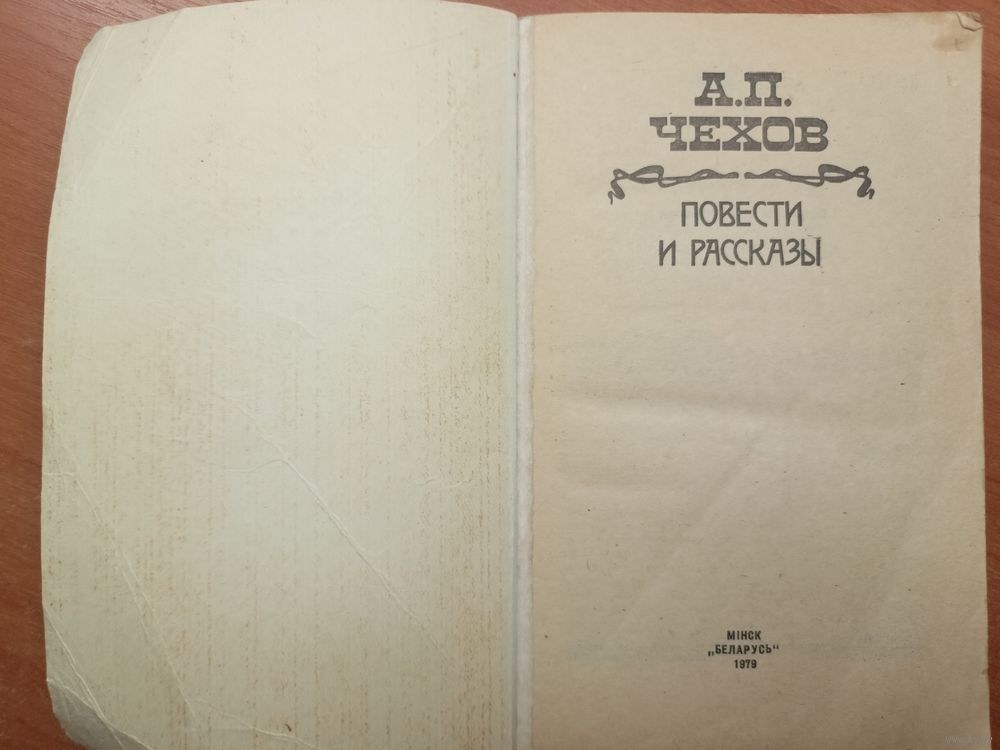 А.П.
ЧЕХОВ
ПОВЕСТИ
И РАССКАЗЫ
МІНСК
„БЕЛАРУСЬ“
1979